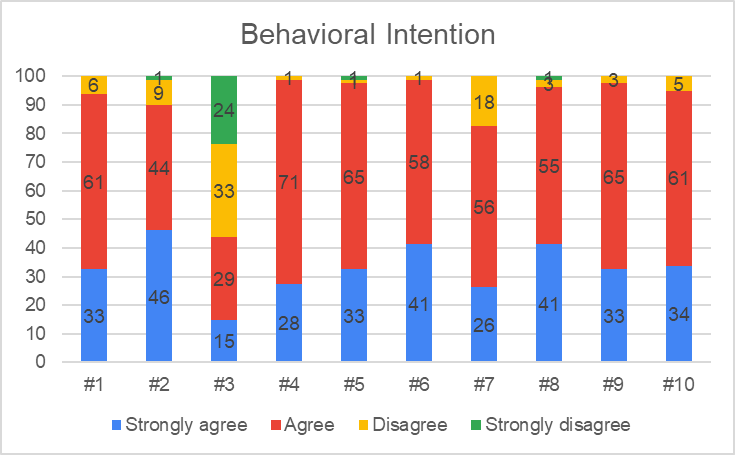 Behavioral Intention
100
90
80
70
60
50
40
30
20
10
0
6 1 9 24 1 1 1 1 18 1 3 3 5
61 44 33 71 65 58 56 55 65 61
33 46 29 15 28 33 41 26 41 33 34
#1 #2 #3 #4 #5 #6 #7 #8 #9 #10
Strongly agree Agree Disagree Strongly disagree